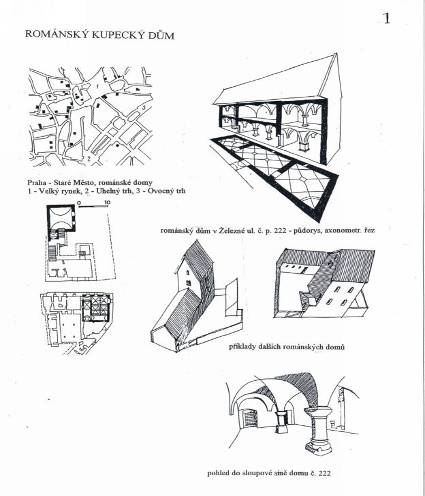 1
ROMÁNSKÝ KUPECKÝ DŮM
Praha - Staré Město, románské domy
1 - Velký rynek, 2 - Uhelný trh, 3 - Ovocný trh
0 10
románský dům v Železné ul. č. p. 222 - půdorys, axonometr. řez
příklady dalších románských domů
pohled do sloupové síně domu č. 222